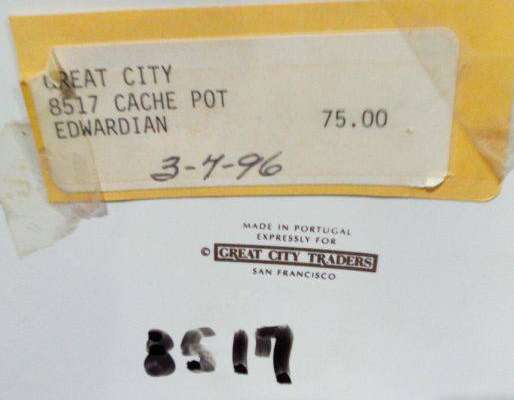 GREAT CITY
8517 CACHE POT
EDWARDIAN 75.00
3-7-96
MADE IN PORTUGAL
EXPRESSLY FOR
© GREAT CITY TRADERS
SAN FRANCISCO
8517